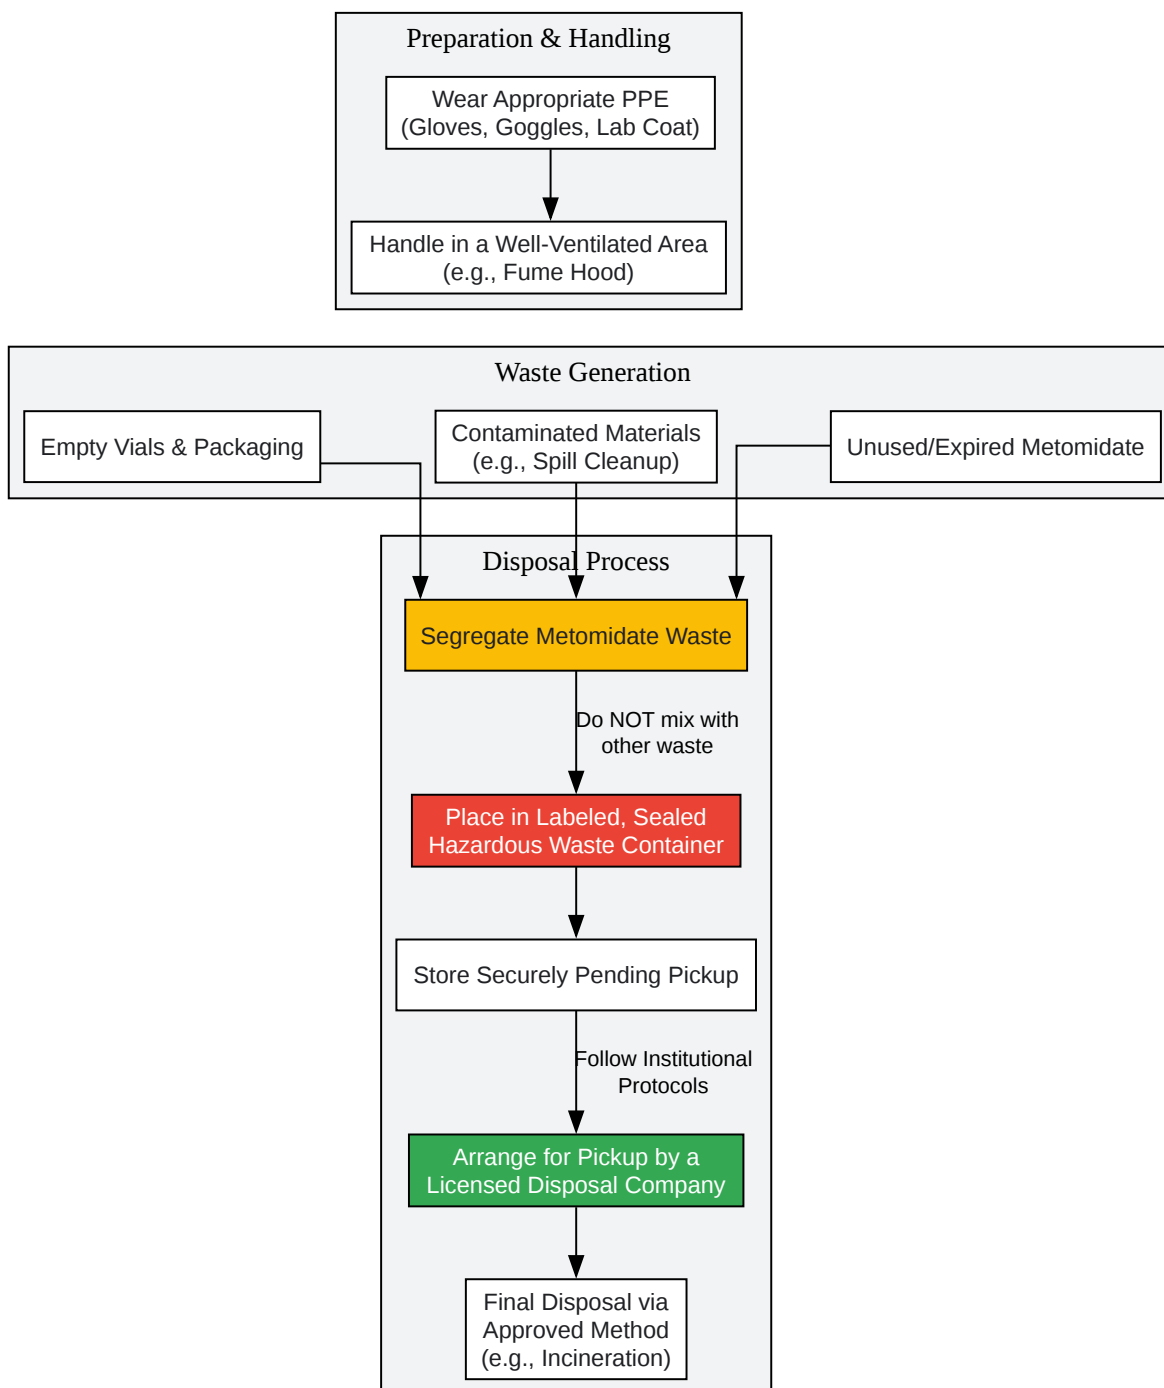 Preparation & Handling
Wear Appropriate PPE
(Gloves, Goggles, Lab Coat)
Handle in a Well-Ventilated Area
(e.g., Fume Hood)
Waste Generation
Empty Vials & Packaging
Contaminated Materials
(e.g., Spill Cleanup)
Unused/Expired Metomidate
Disposal Process
Segregate Metomidate Waste
Do NOT mix with
other waste
Place in Labeled, Sealed
Hazardous Waste Container
Store Securely Pending Pickup
Follow Institutional
Protocols
Arrange for Pickup by a
Licensed Disposal Company
Final Disposal via
Approved Method
(e.g., Incineration)